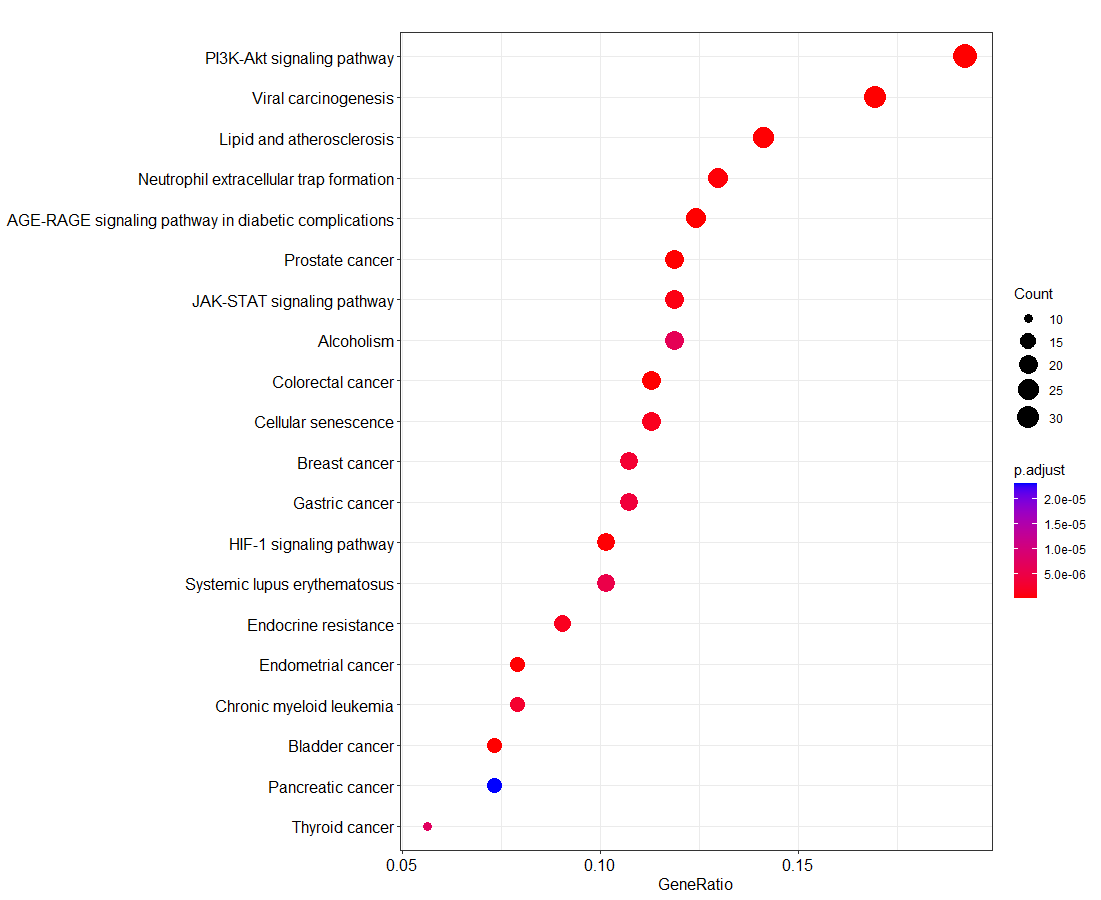 PI3K-Akt signaling pathway
Viral carcinogenesis
Lipid and atherosclerosis
Neutrophil extracellular trap formation
AGE-RAGE signaling pathway in diabetic complications
Prostate cancer
JAK-STAT signaling pathway
Alcoholism
Colorectal cancer
Cellular senescence
Breast cancer
Gastric cancer
HIF-1 signaling pathway
Systemic lupus erythematosus
Endocrine resistance
Endometrial cancer
Chronic myeloid leukemia
Bladder cancer
Pancreatic cancer
Thyroid cancer
0.05 0.10 0.15
GeneRatio
Count
10
15
20
25
30
p.adjust
2.0e-05
1.5e-05
1.0e-05
5.0e-06